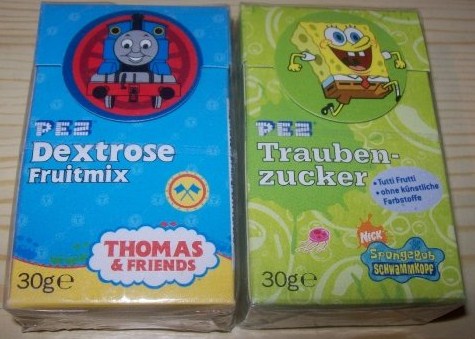 PEZ
Dextrose
Fruitmix
THOMAS
& FRIENDS
30g e
PEZ
Trauben-
zucker
• Tutti Frutti
• ohne künstliche
Farbstoffe
NICK
SpongeBob
SCHWAMMKOPF
30g e